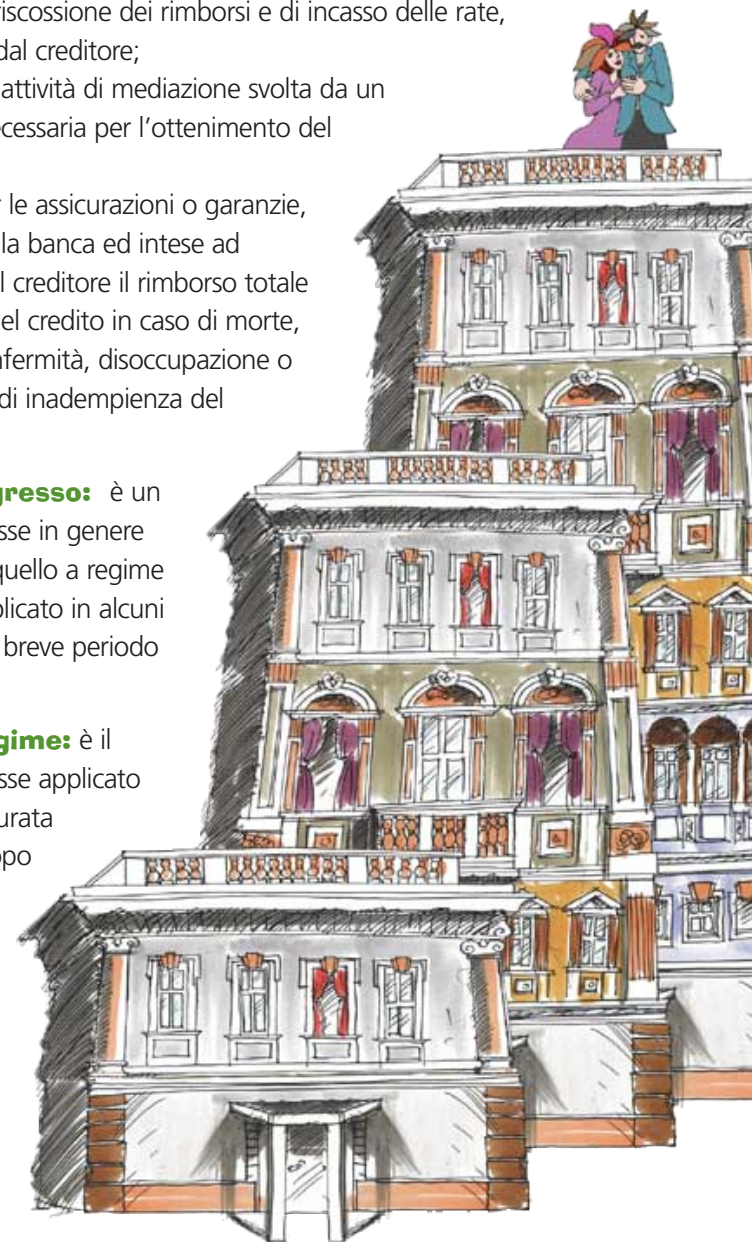 riscossione dei rimborsi e di incasso delle rate,
dal creditore;
attività di mediazione svolta da un
ecessaria per l'ottenimento del
le assicurazioni o garanzie,
lla banca ed intese ad
l creditore il rimborso totale
el credito in caso di morte,
nfermità, disoccupazione o
di inadempienza del
gresso: è un
sse in genere
quello a regime
plicato in alcuni
breve periodo
gime: è il
sse applicato
urata
opo